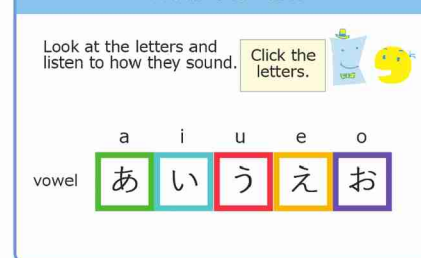 Look at the letters and
listen to how they sound.
Click the
letters.
a i u e o
vowel あ い う え お